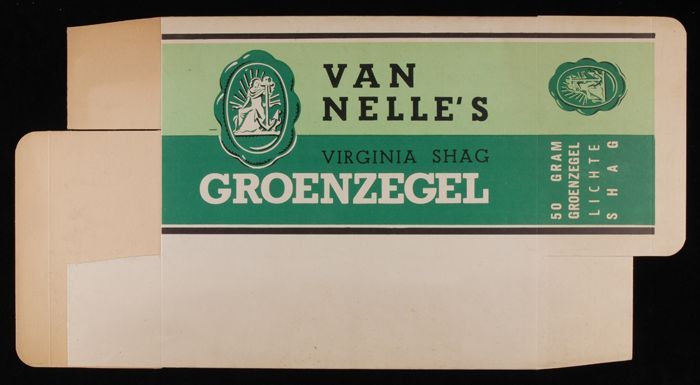 VAN
NELLE'S
VIRGINIA SHAG
GROENZEGEL
50 GRAM
GROENZEGEL
LICHTE
SHAG